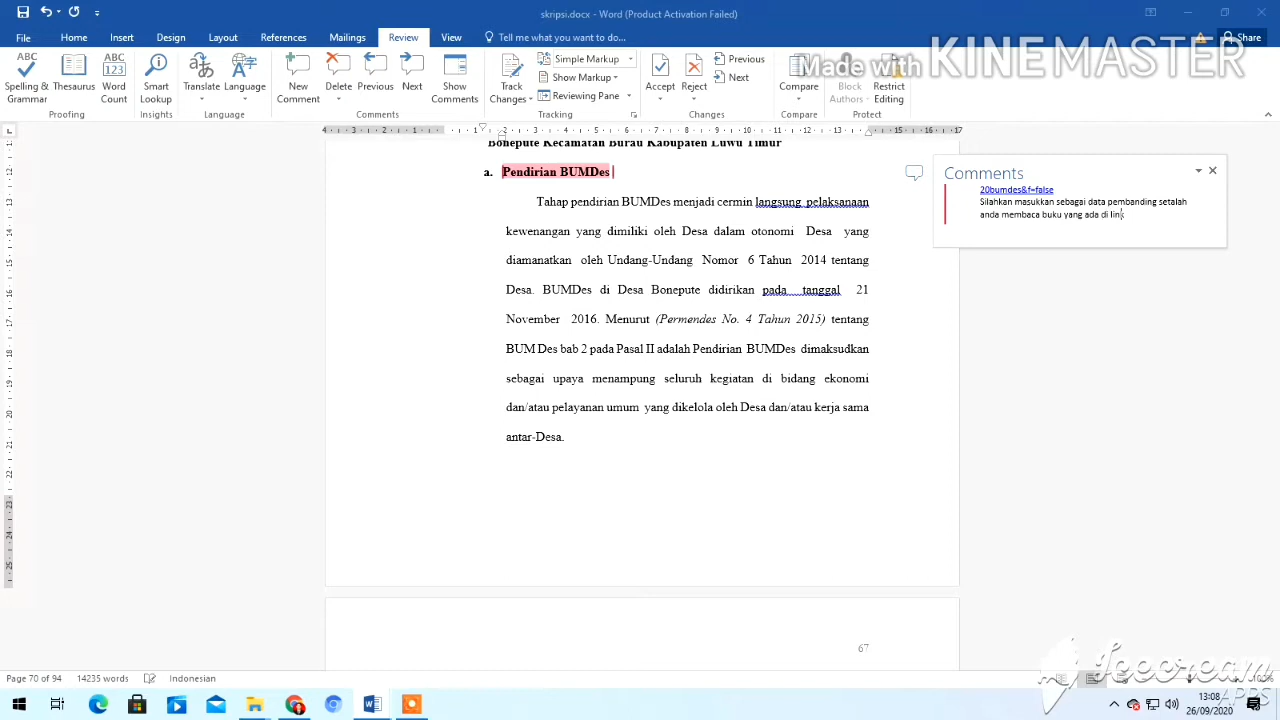 skripsi.docx - Word (Product Activation Failed)
File Home Insert Design Layout References Mailings Review View Tell me what you want to do... Share
Made with KINEMASTER
Spelling & Grammar Thesaurus Word Count Smart Lookup Translate Language New Comment Delete Previous Next Show Comments Track Changes Simple Markup Show Markup Reviewing Pane Accept Reject Previous Next Compare Block Authors Restrict Editing
Proofing Insights Language Comments Tracking Changes Compare Protect
Bonepute Kecamatan Burau Kabupaten Luwu Timur
a. Pendirian BUMDes
Tahap pendirian BUMDes menjadi cermin langsung pelaksanaan
kewenangan yang dimiliki oleh Desa dalam otonomi Desa yang
diamanatkan oleh Undang-Undang Nomor 6 Tahun 2014 tentang
Desa. BUMDes di Desa Bonepute didirikan pada tanggal 21
November 2016. Menurut (Permendes No. 4 Tahun 2015) tentang
BUM Des bab 2 pada Pasal II adalah Pendirian BUMDes dimaksudkan
sebagai upaya menampung seluruh kegiatan di bidang ekonomi
dan/atau pelayanan umum yang dikelola oleh Desa dan/atau kerja sama
antar-Desa.
67
Comments
20bumdes&f=false
Silahkan masukkan sebagai data pembanding setalah
anda membaca buku yang ada di link
Page 70 of 94 14235 words Indonesian
Icecream
APPS
13:08
26/09/2020